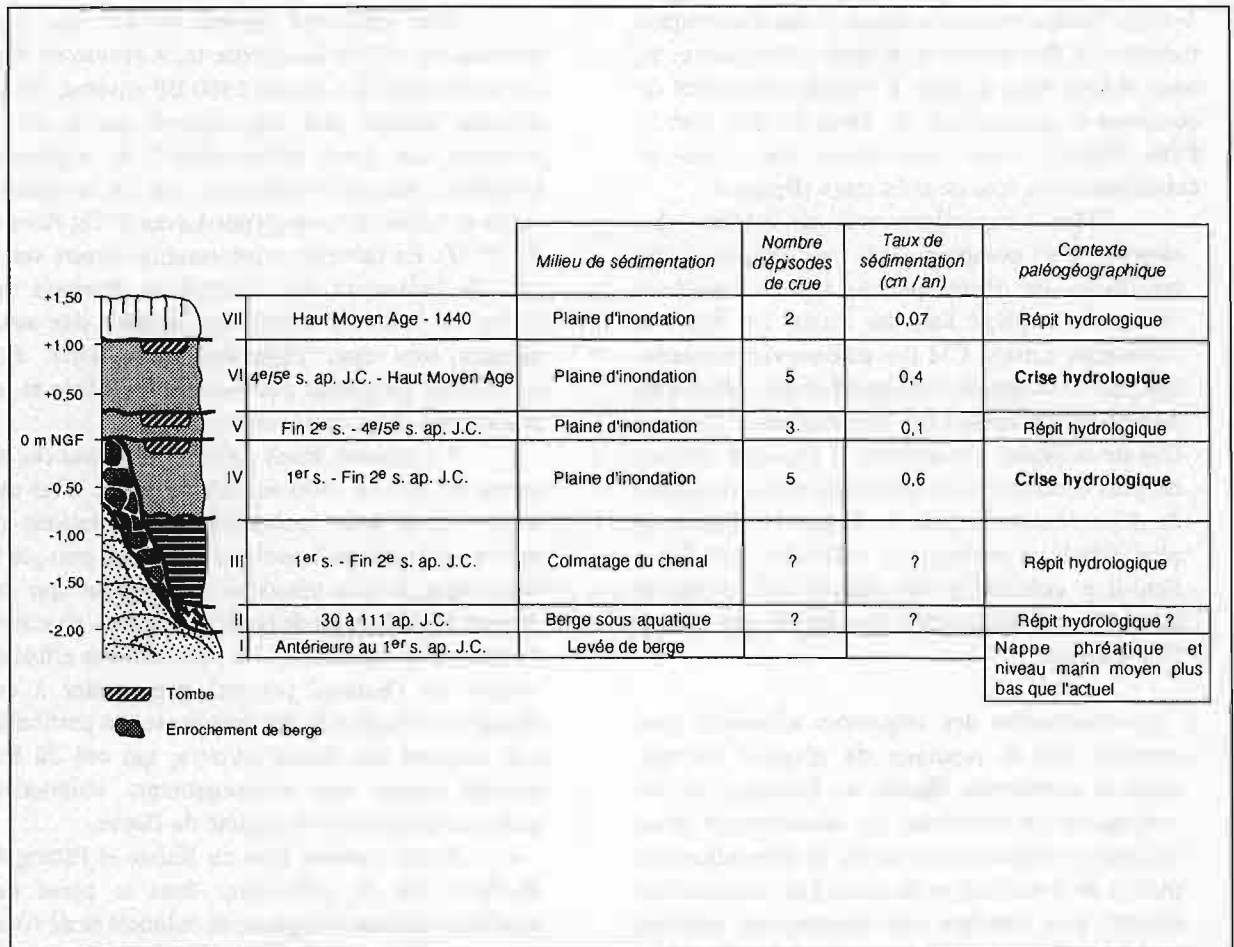 Milieu de sédimentation
Nombre
d'épisodes
de crue
Taux de
sédimentation
(cm / an)
Contexte
paléogéographique
+1,50
VII Haut Moyen Age - 1440 Plaine d'inondation 2 0,07 Répit hydrologique
+1,00
VI 4e/5e s. ap. J.C. - Haut Moyen Age Plaine d'inondation 5 0,4 Crise hydrologique
+0,50
V Fin 2e s. - 4e/5e s. ap. J.C. Plaine d'inondation 3 0,1 Répit hydrologique
0 m NGF
IV 1er s. - Fin 2e s. ap. J.C. Plaine d'inondation 5 0,6 Crise hydrologique
-0,50
-1.00
III 1er s. - Fin 2e s. ap. J.C. Colmatage du chenal ? ? Répit hydrologique
-1.50
II 30 à 111 ap. J.C. Berge sous aquatique ? ? Répit hydrologique ?
-2.00
I Antérieure au 1er s. ap. J.C. Levée de berge
Nappe phréatique et
niveau marin moyen plus
bas que l'actuel
Tombe
Enrochement de berge